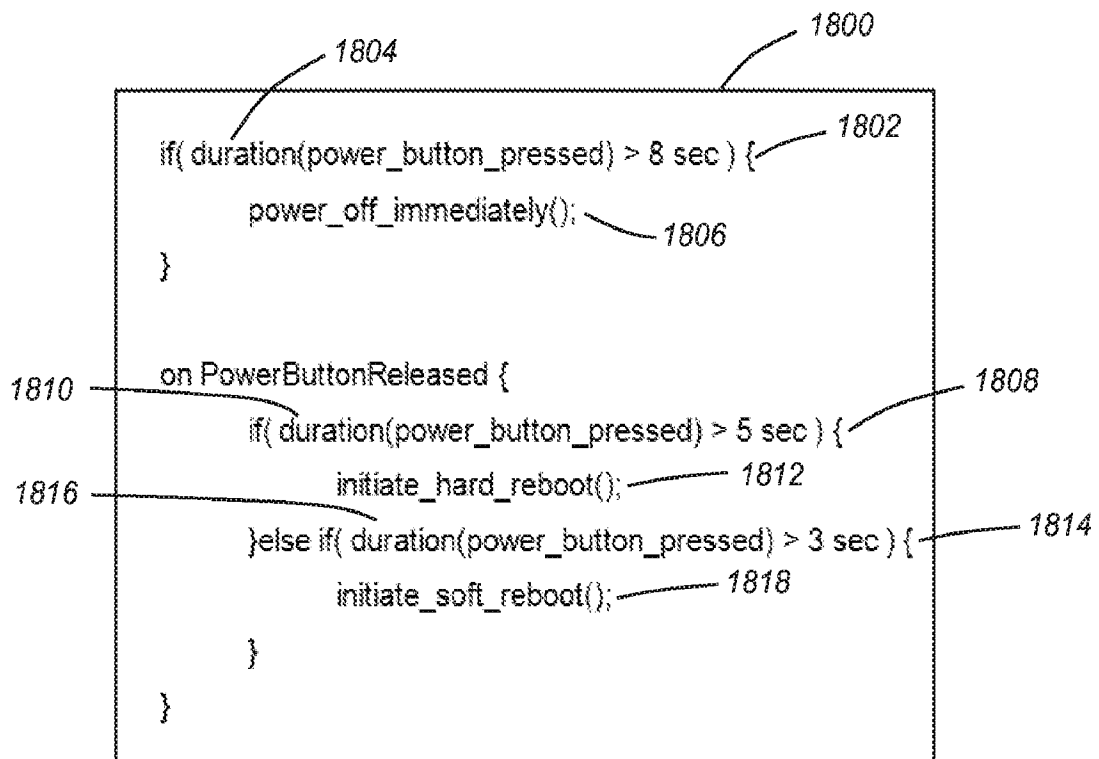 1800
1804
if( duration(power_button_pressed) > 8 sec ) {
1802
power_off_immediately();
1806
}
on PowerButtonReleased {
1810
1808
if( duration(power_button_pressed) > 5 sec ) {
initiate_hard_reboot();
1812
1816
}else if( duration(power_button_pressed) > 3 sec ) {
1814
initiate_soft_reboot();
1818
}
}